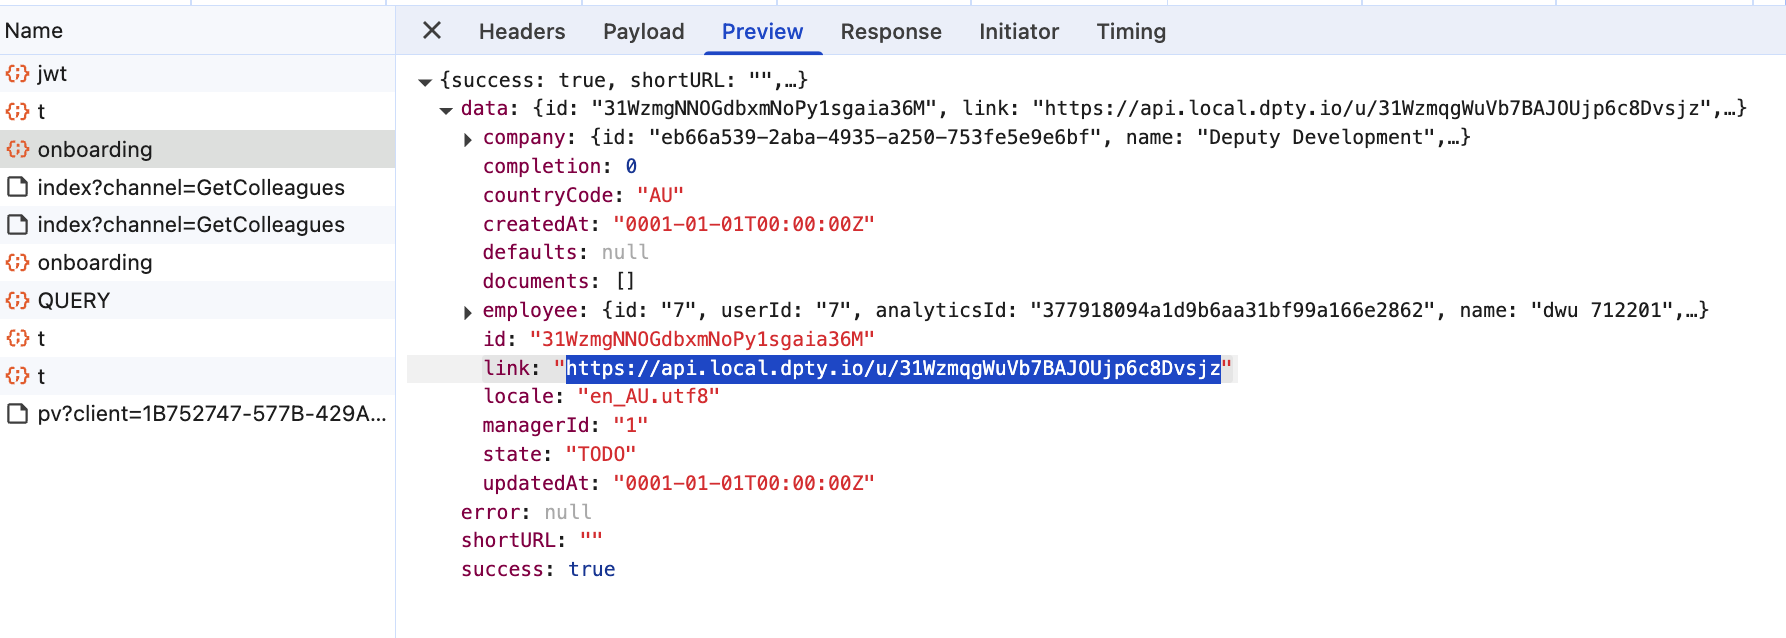 Name
jwt
t
onboarding
index?channel=GetColleagues
index?channel=GetColleagues
onboarding
QUERY
t
t
pv?client=1B752747-577B-429A...
Headers Payload Preview Response Initiator Timing
{success: true, shortURL: "",…}
data: {id: "31WzmgNNOGdbxmNoPy1sgaia36M", link: "https://api.local.dpty.io/u/31WzmqgWuVb7BAJOUjp6c8Dvsjz",…}
company: {id: "eb66a539-2aba-4935-a250-753fe5e9e6bf", name: "Deputy Development",…}
completion: 0
countryCode: "AU"
createdAt: "0001-01-01T00:00:00Z"
defaults: null
documents: []
employee: {id: "7", userId: "7", analyticsId: "377918094a1d9b6aa31bf99a166e2862", name: "dwu 712201",…}
id: "31WzmgNNOGdbxmNoPy1sgaia36M"
link: "https://api.local.dpty.io/u/31WzmqgWuVb7BAJOUjp6c8Dvsjz"
locale: "en_AU.utf8"
managerId: "1"
state: "TODO"
updatedAt: "0001-01-01T00:00:00Z"
error: null
shortURL: ""
success: true